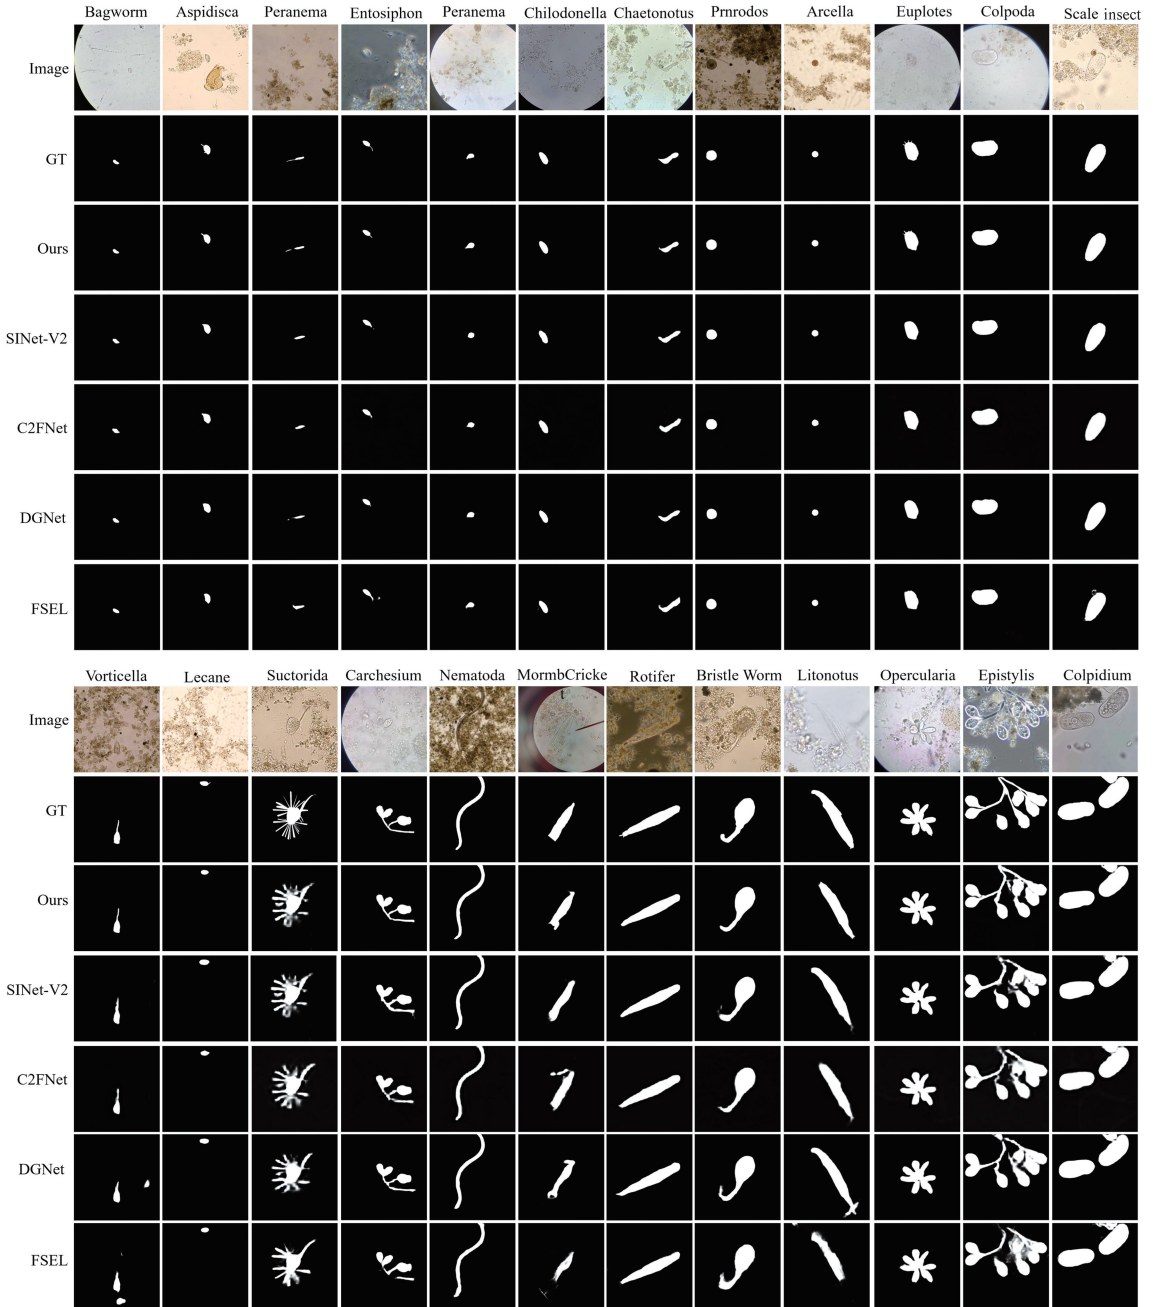 Bagworm Aspidisca Peranema Entosiphon Peranema Chilodonella Chaetonotus Prnrodos Arcella Euplotes Colpoda Scale insect
Image
GT
Ours
SINet-V2
C2FNet
DGNet
FSEL
Vorticella Lecane Suctorida Carchesium Nematoda MormbCricke Rotifer Bristle Worm Litonotus Opercularia Epistylis Colpidium
Image
GT
Ours
SINet-V2
C2FNet
DGNet
FSEL